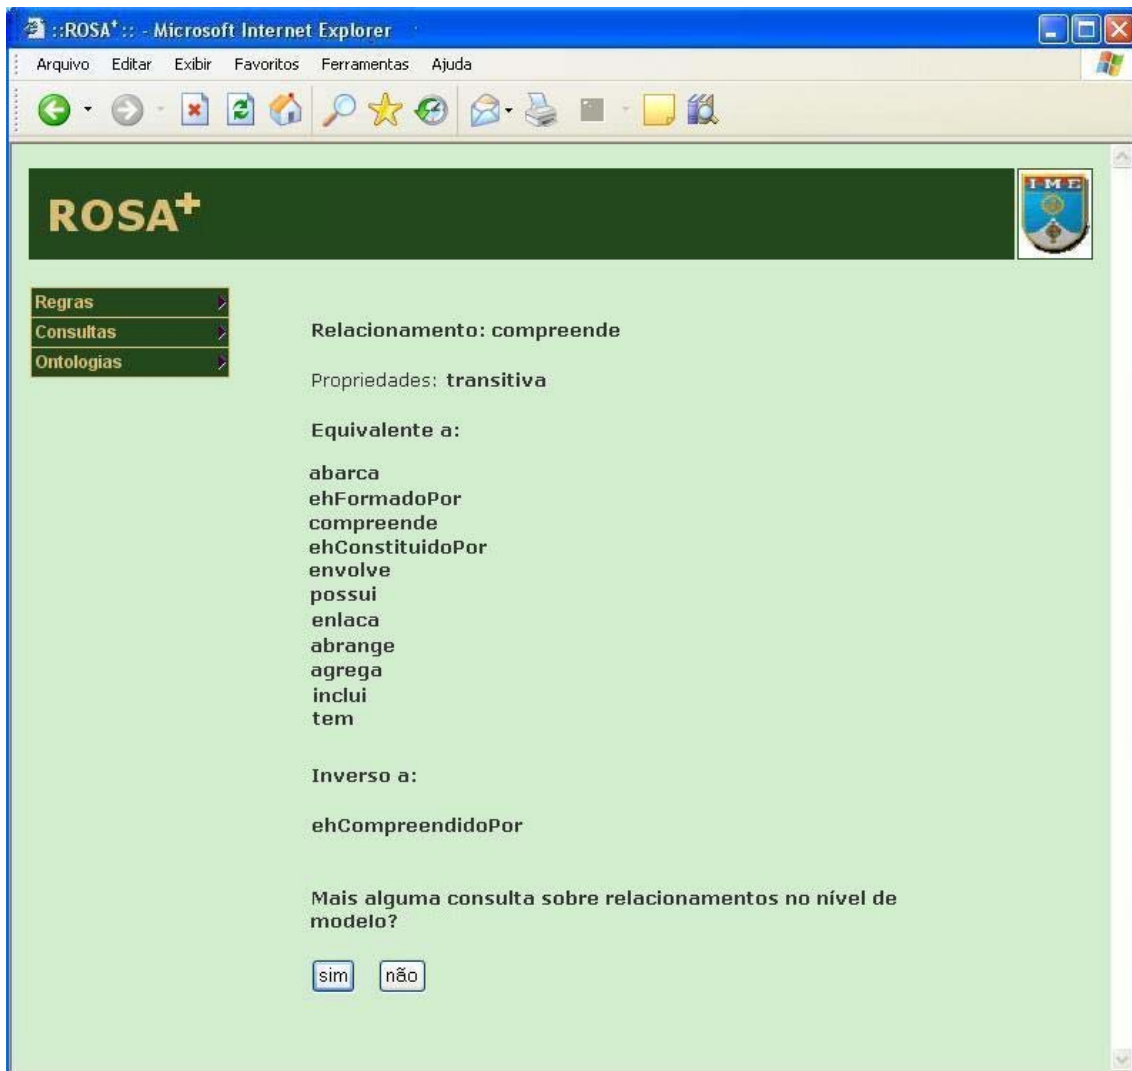 ::ROSA⁺:: - Microsoft Internet Explorer
Arquivo Editar Exibir Favoritos Ferramentas Ajuda
ROSA⁺
IME
Regras
Consultas
Ontologias
Relacionamento: compreende
Propriedades: transitiva
Equivalente a:
abarca
ehFormadoPor
compreende
ehConstituidoPor
envolve
possui
enlaca
abrange
agrega
inclui
tem
Inverso a:
ehCompreendidoPor
Mais alguma consulta sobre relacionamentos no nível de
modelo?
sim não